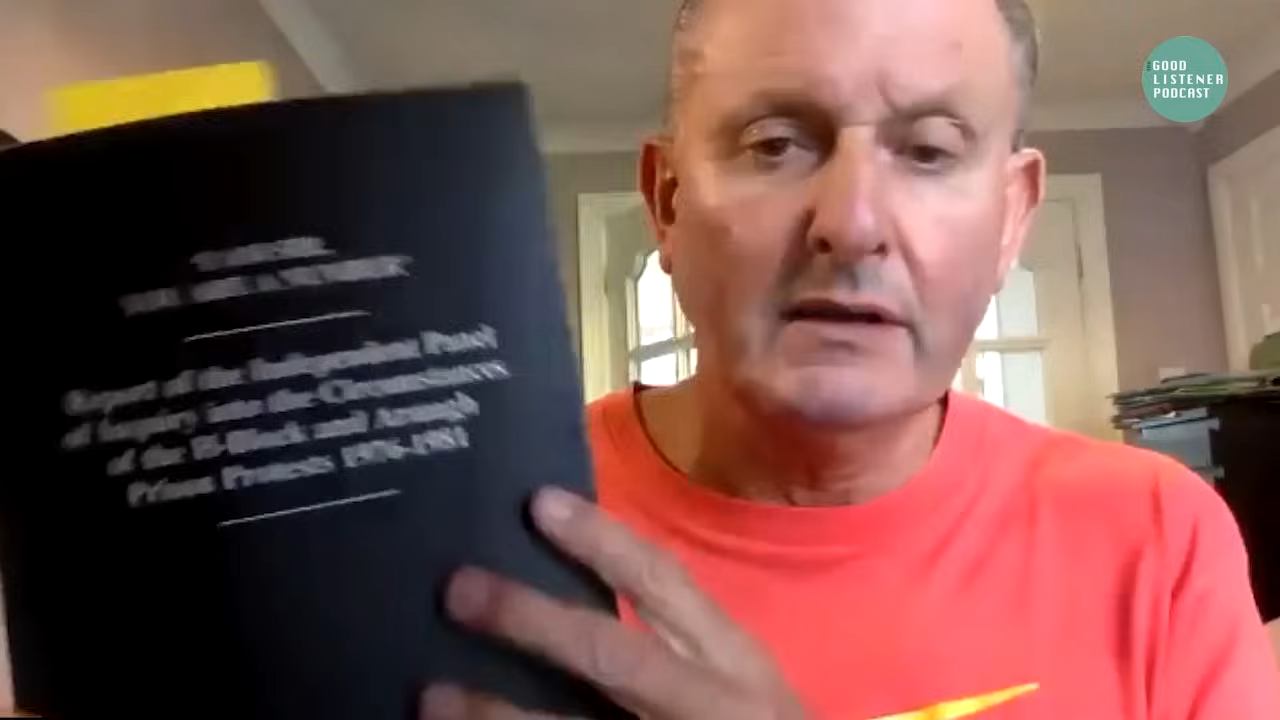 Report of the Independent Panel
of Inquiry into the Circumstances
of the H-Block and Armagh
Prison Protests 1976-1981
GOOD
LISTENER
PODCAST